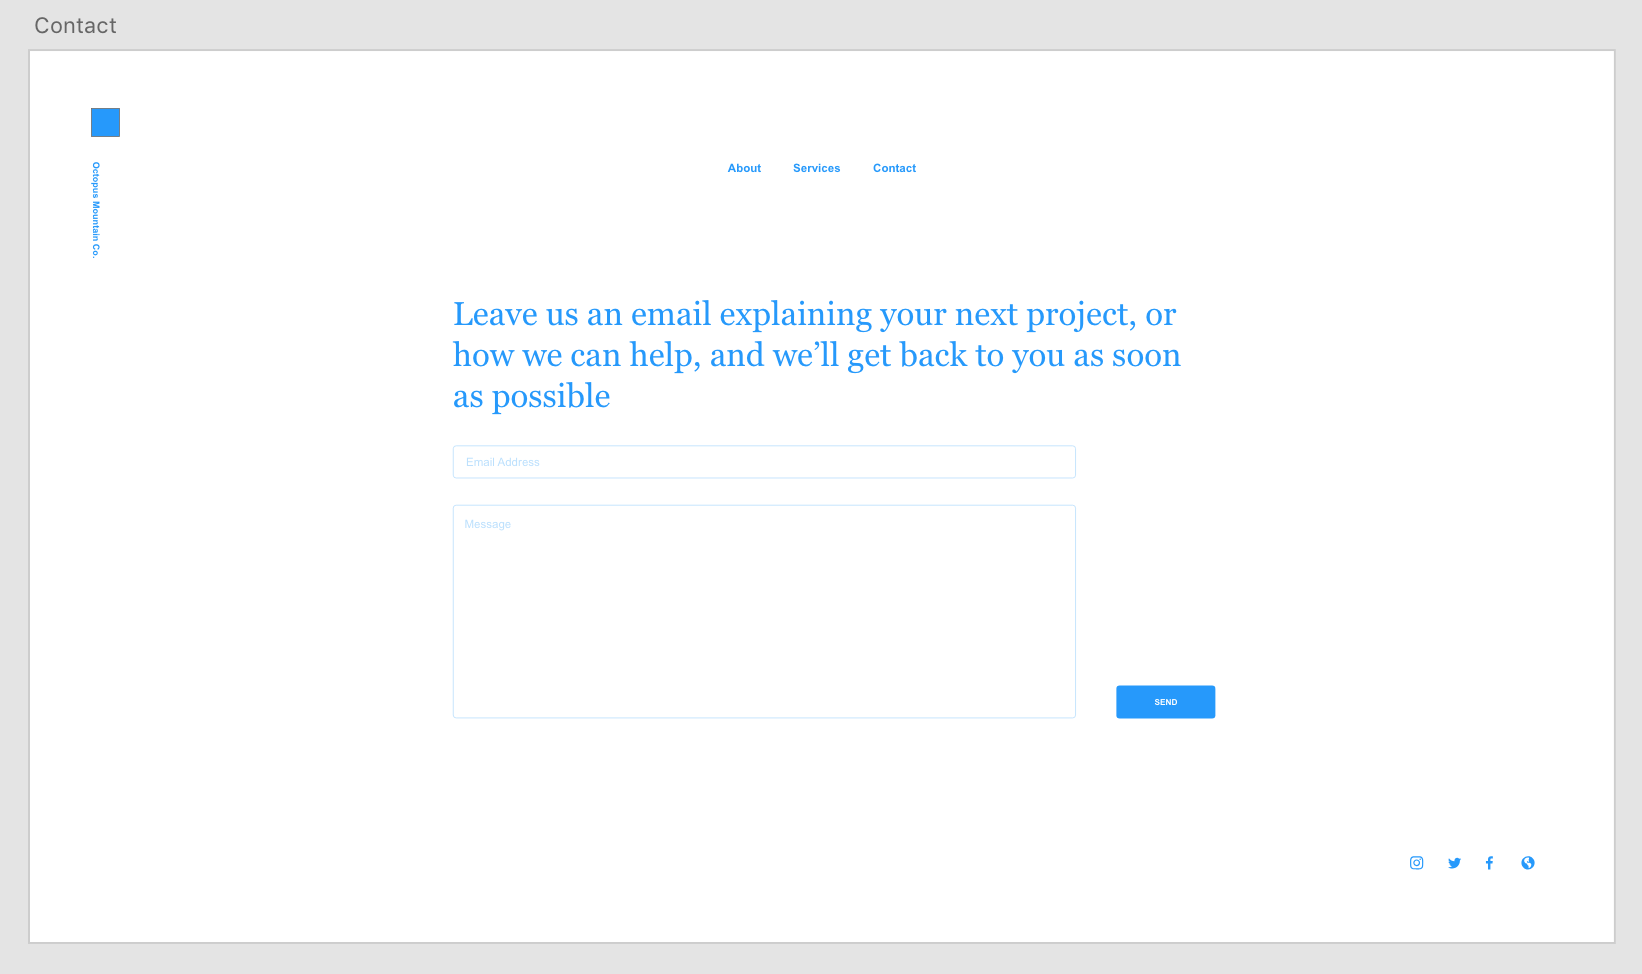 Contact
Octopus Mountain Co.
About Services Contact
Leave us an email explaining your next project, or
how we can help, and we’ll get back to you as soon
as possible
Email Address
Message
SEND